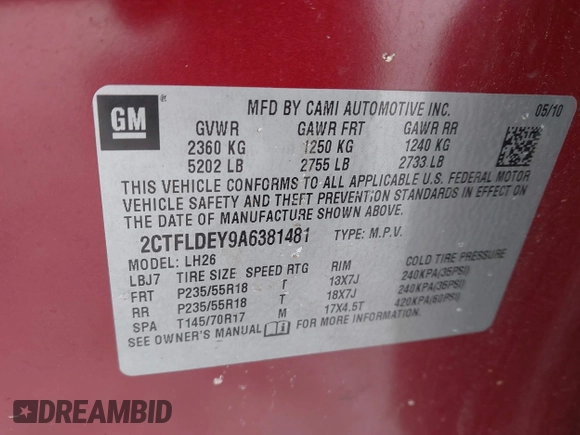 GM
MFD BY CAMI AUTOMOTIVE INC. 05/10
GVWR GAWR FRT GAWR RR
2360 KG 1250 KG 1240 KG
5202 LB 2755 LB 2733 LB
THIS VEHICLE CONFORMS TO ALL APPLICABLE U.S. FEDERAL MOTOR
VEHICLE SAFETY AND THEFT PREVENTION STANDARDS IN EFFECT ON
THE DATE OF MANUFACTURE SHOWN ABOVE.
2CTFLDEY9A6381481 TYPE: M.P.V.
MODEL: LH26
LBJ7 TIRE SIZE SPEED RTG RIM
FRT P235/55R18 T 18X7J 240KPA(35PSI)
RR P235/55R18 T 18X7J 240KPA(35PSI)
SPA T145/70R17 M 17X4.5T 420KPA(60PSI)
SEE OWNER'S MANUAL FOR MORE INFORMATION
DREAMBID